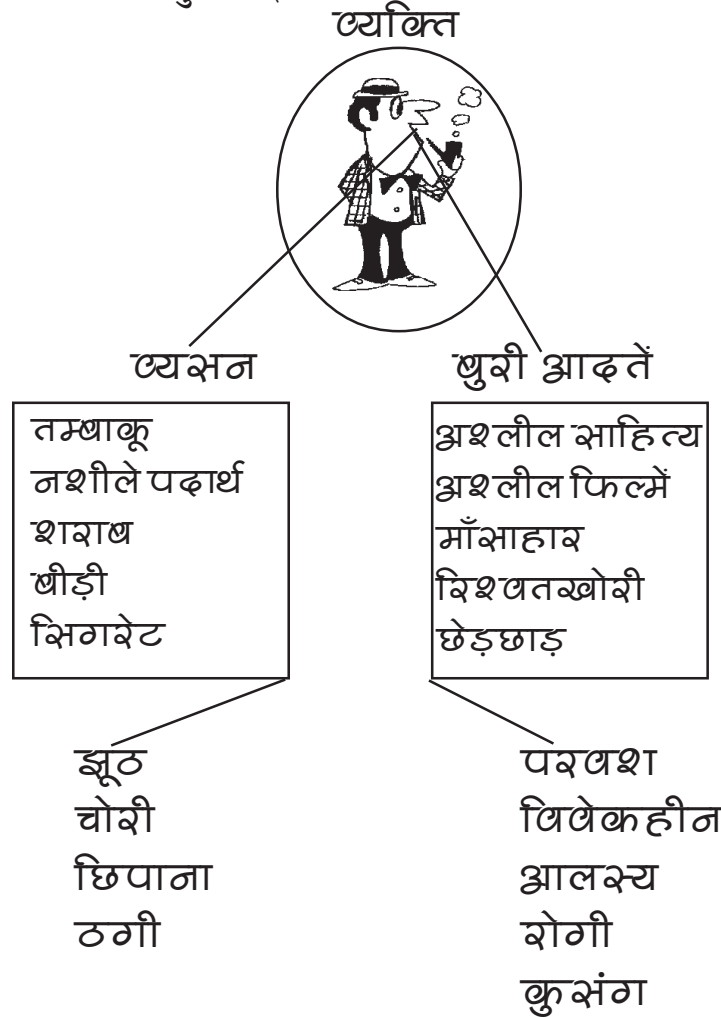 व्यक्ति
व्यसन
बुरी आदतें
तम्बाकू
नशीले पदार्थ
शराब
बीड़ी
सिगरेट
अश्लील साहित्य
अश्लील फिल्में
माँसाहार
रिश्वतखोरी
छेड़छाड़
झूठ
चोरी
छिपाना
ठगी
परवश
विवेकहीन
आलस्य
रोगी
कुसंग